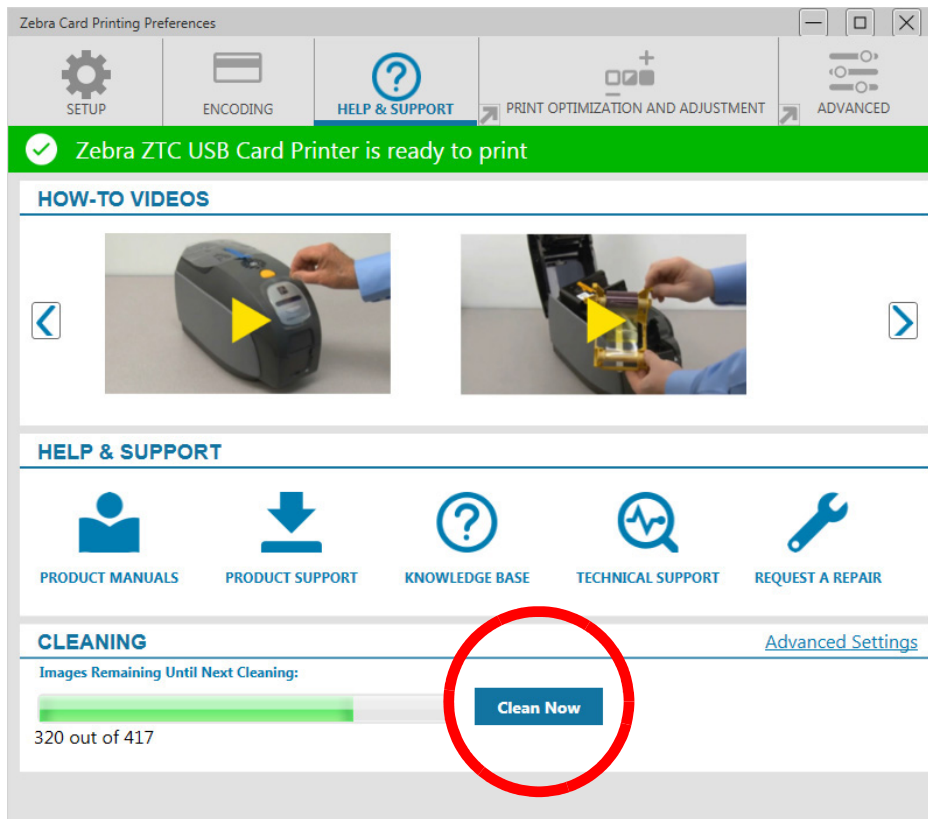 Zebra Card Printing Preferences
SETUP
ENCODING
HELP & SUPPORT
PRINT OPTIMIZATION AND ADJUSTMENT
ADVANCED
Zebra ZTC USB Card Printer is ready to print
HOW-TO VIDEOS
HELP & SUPPORT
PRODUCT MANUALS
PRODUCT SUPPORT
KNOWLEDGE BASE
TECHNICAL SUPPORT
REQUEST A REPAIR
CLEANING
Advanced Settings
Images Remaining Until Next Cleaning:
Clean Now
320 out of 417